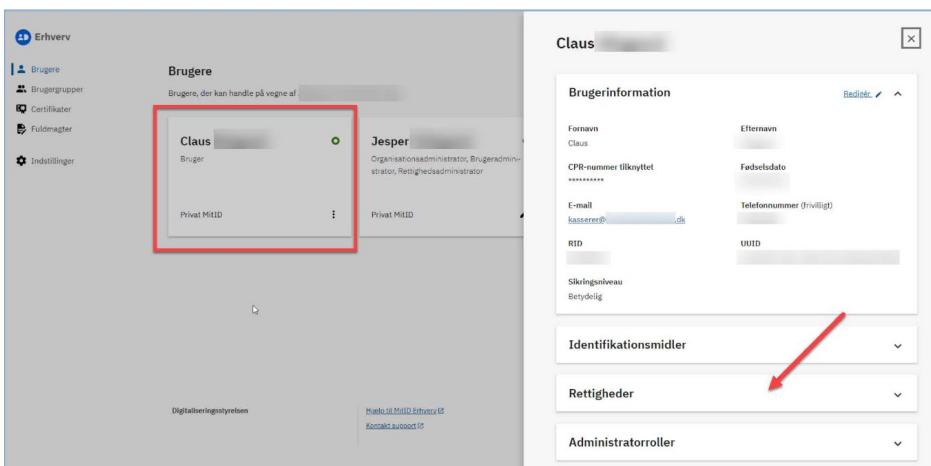 Erhverv
Brugere
Brugergrupper
Certifikater
Fuldmagter
Indstillinger
Brugere
Brugere, der kan handle på vegne af
Claus
Bruger
Privat MitID
Jesper
Organisationsadministrator, Brugeradmini-
strator, Rettighedsadministrator
Privat MitID
Digitaliseringsstyrelsen
Hjælp til MitID Erhverv
Kontakt support
Claus
Brugerinformation
Redigér
Fornavn
Efternavn
Claus
CPR-nummer tilknyttet
Fødselsdato
**********
E-mail
Telefonnummer (frivilligt)
kasserer@ .dk
RID
UUID
Sikringsniveau
Betydelig
Identifikationsmidler
Rettigheder
Administratorroller